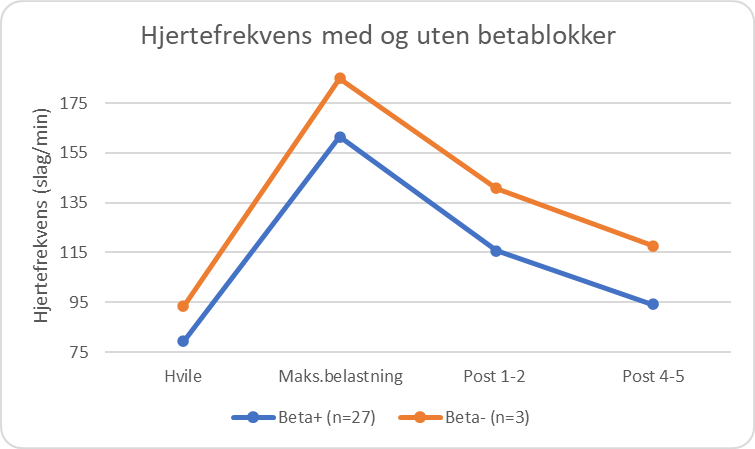 Hjertefrekvens med og uten betablokker
Hjertefrekvens (slag/min)
175
155
135
115
95
75
Hvile Maks.belastning Post 1-2 Post 4-5
Beta+ (n=27) Beta- (n=3)